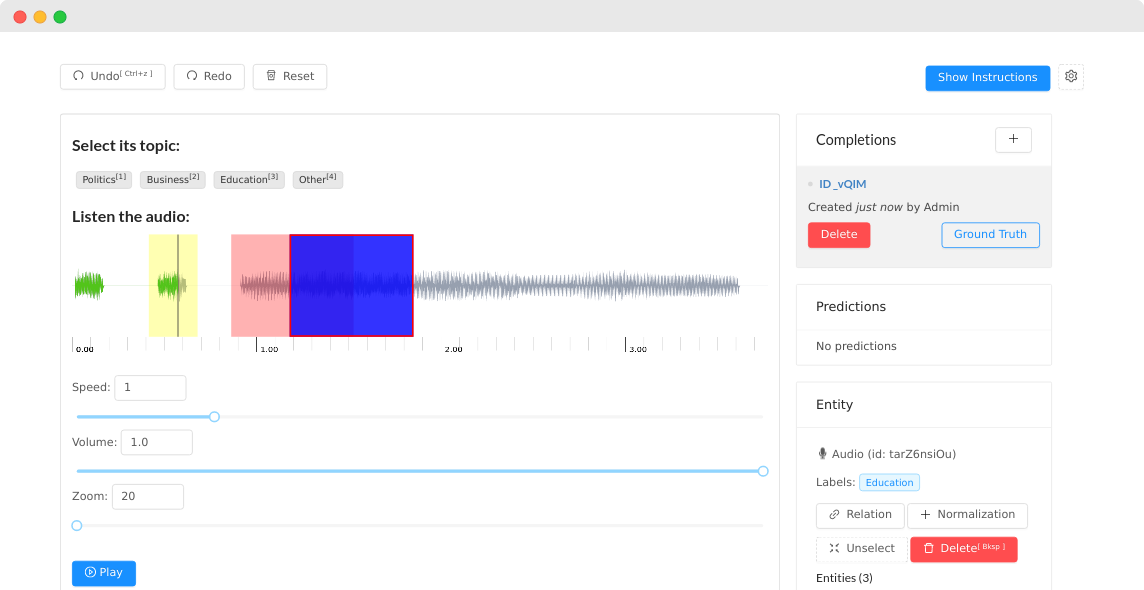 Undo[ Ctrl+z ] Redo Reset Show Instructions
Select its topic:
Politics[1] Business[2] Education[3] Other[4]
Listen the audio:
0.00 1.00 2.00 3.00
Speed: 1
Volume: 1.0
Zoom: 20
Play
Completions +
ID_vQIM
Created just now by Admin
Delete Ground Truth
Predictions
No predictions
Entity
Audio (id: tarZ6nsiOu)
Labels: Education
Relation + Normalization
Unselect Delete[ Bksp ]
Entities (3)